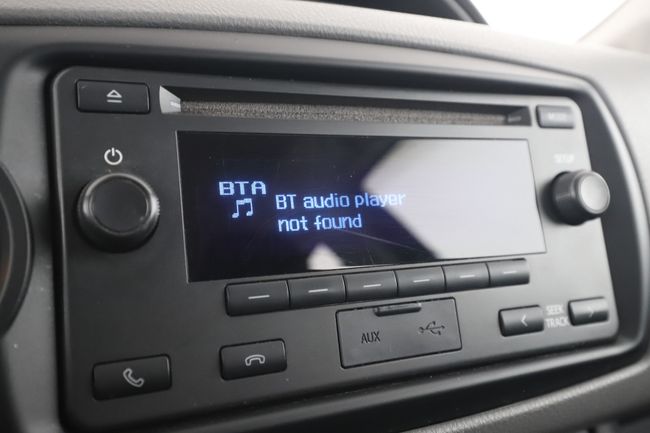 MODE
SETUP
BTA
BT audio player
not found
SEEK
TRACK
AUX